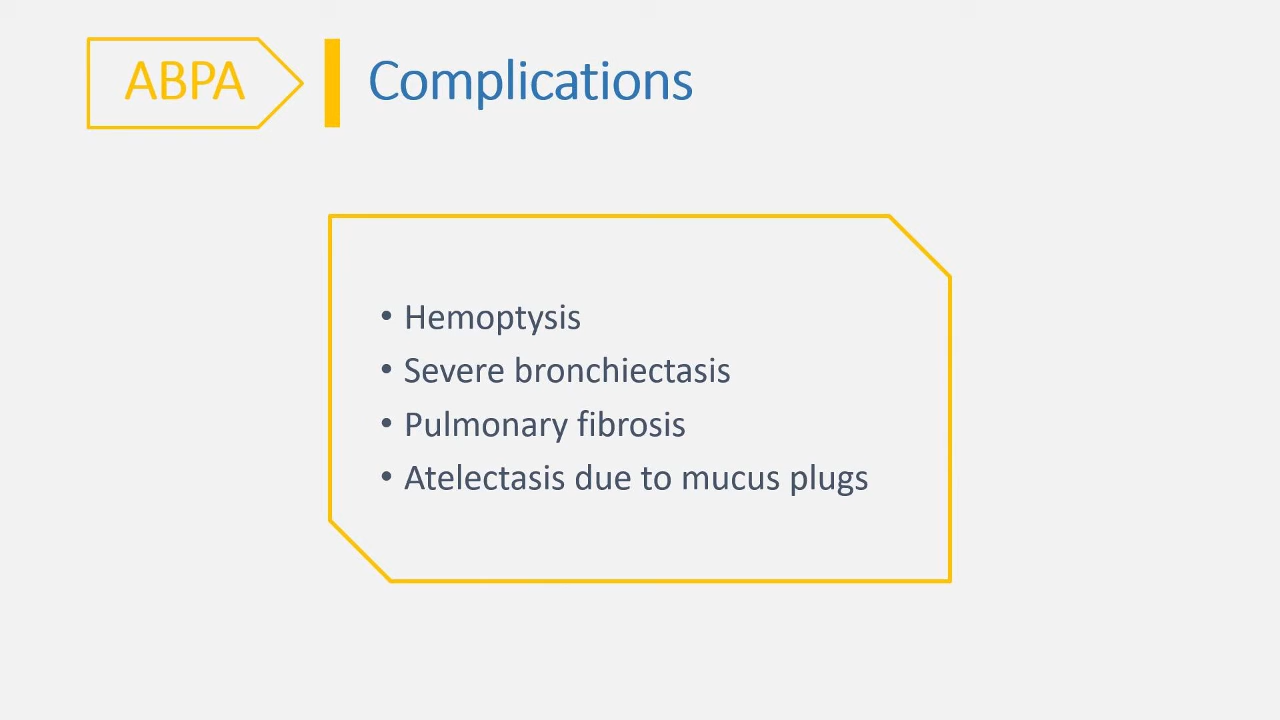 ABPA
Complications
• Hemoptysis
• Severe bronchiectasis
• Pulmonary fibrosis
• Atelectasis due to mucus plugs